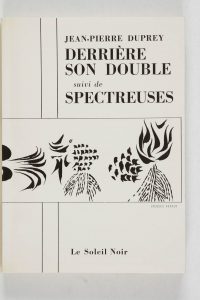 JEAN-PIERRE DUPREY
DERRIÈRE
SON DOUBLE
suivi de
SPECTREUSES
Le Soleil Noir